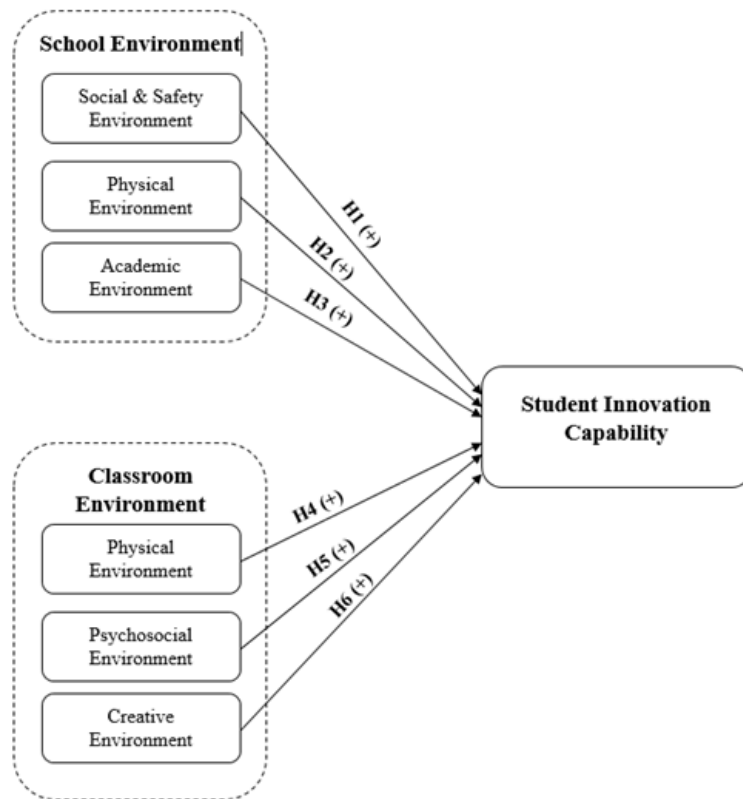 School Environment
Social & Safety
Environment
Physical
Environment
Academic
Environment
H1 (+)
H2 (+)
H3 (+)
Student Innovation
Capability
Classroom
Environment
Physical
Environment
Psychosocial
Environment
Creative
Environment
H4 (+)
H5 (+)
H6 (+)